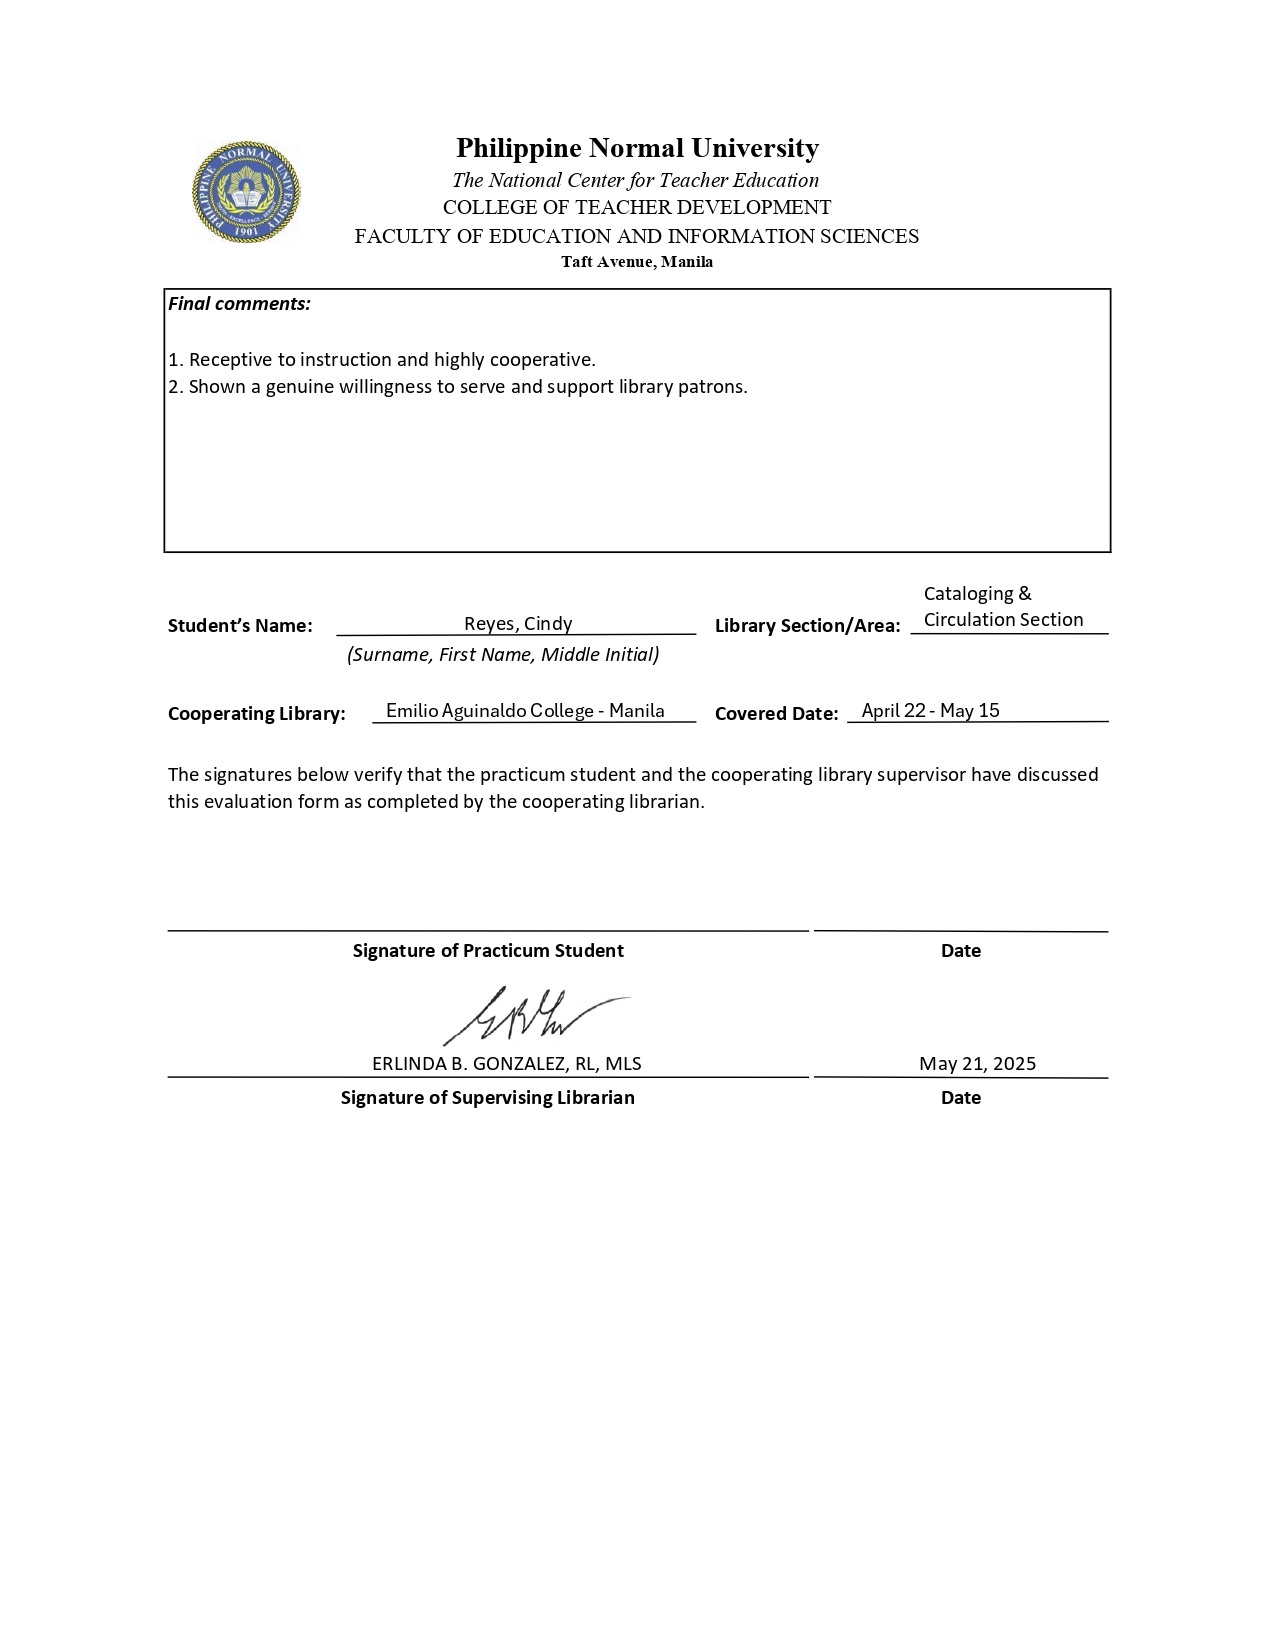 PHILIPPINE NORMAL UNIVERSITY
1901
Philippine Normal University
The National Center for Teacher Education
COLLEGE OF TEACHER DEVELOPMENT
FACULTY OF EDUCATION AND INFORMATION SCIENCES
Taft Avenue, Manila
Final comments:
1. Receptive to instruction and highly cooperative.
2. Shown a genuine willingness to serve and support library patrons.
Student's Name: Reyes, Cindy Library Section/Area: Cataloging &
Circulation Section
(Surname, First Name, Middle Initial)
Cooperating Library: Emilio Aguinaldo College - Manila Covered Date: April 22 - May 15
The signatures below verify that the practicum student and the cooperating library supervisor have discussed
this evaluation form as completed by the cooperating librarian.
Signature of Practicum Student Date
ERLINDA B. GONZALEZ, RL, MLS May 21, 2025
Signature of Supervising Librarian Date